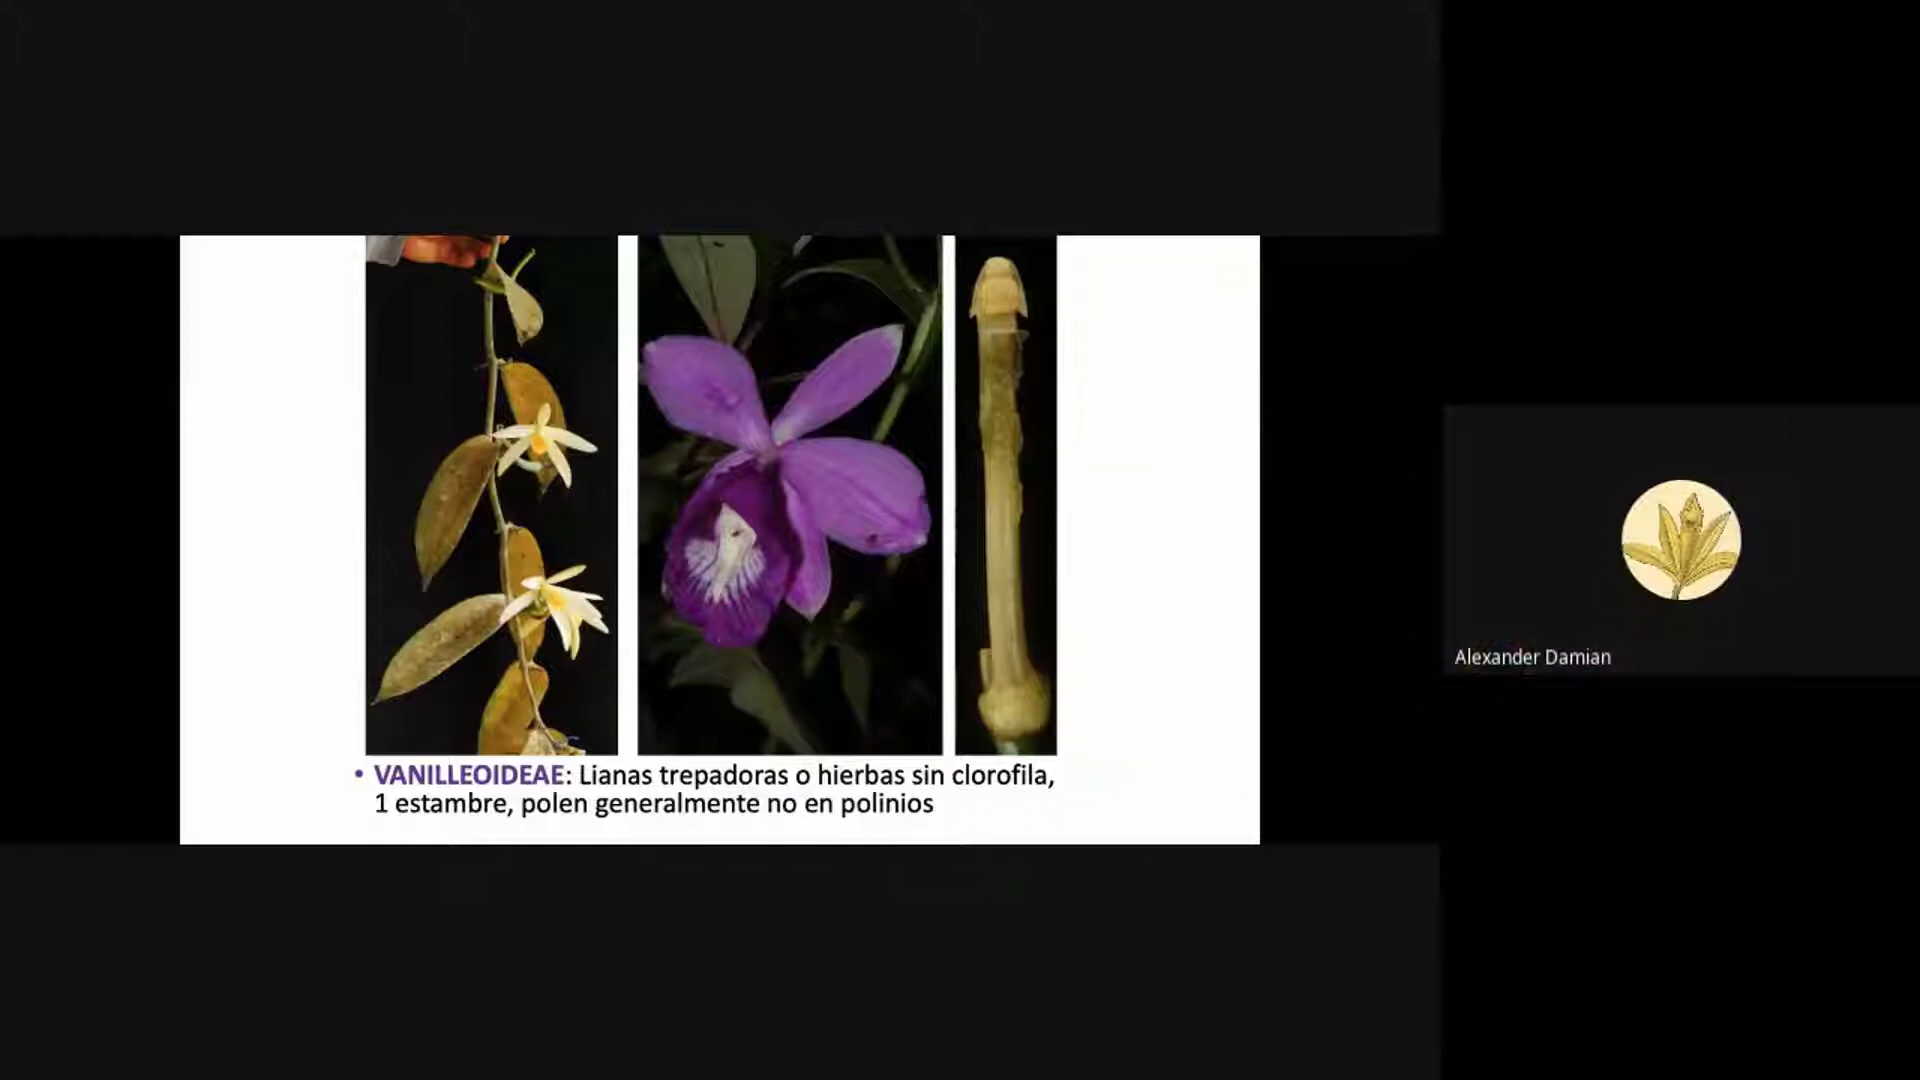 • VANILLEOIDEAE: Lianas trepadoras o hierbas sin clorofila,
1 estambre, polen generalmente no en polinios
Alexander Damian